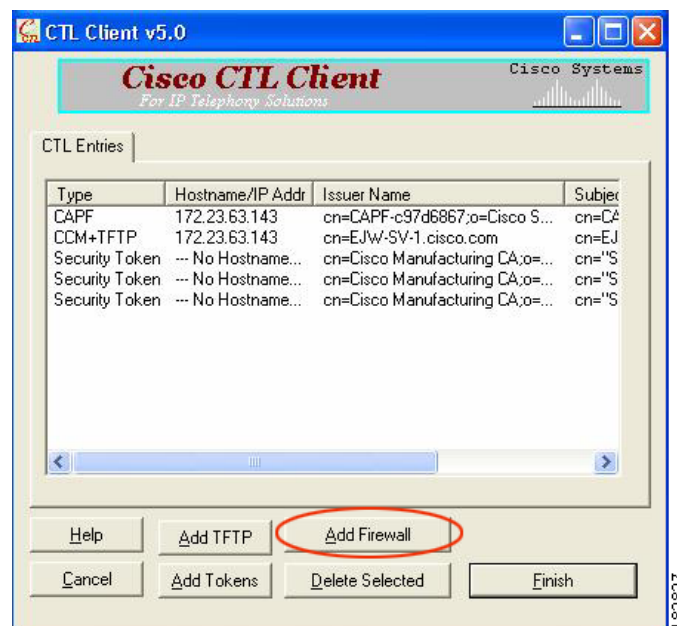 CTL Client v5.0
Cisco CTL Client
For IP Telephony Solutions
Cisco Systems
CTL Entries
Type Hostname/IP Addr Issuer Name Subjec
CAPF 172.23.63.143 cn=CAPF-c97d6867;o=Cisco S... cn=CA
CCM+TFTP 172.23.63.143 cn=EJW-SV-1.cisco.com cn=EJ
Security Token --- No Hostname... cn=Cisco Manufacturing CA;o=... cn="S
Security Token --- No Hostname... cn=Cisco Manufacturing CA;o=... cn="S
Security Token --- No Hostname... cn=Cisco Manufacturing CA;o=... cn="S
Help Add TFTP Add Firewall
Cancel Add Tokens Delete Selected Finish